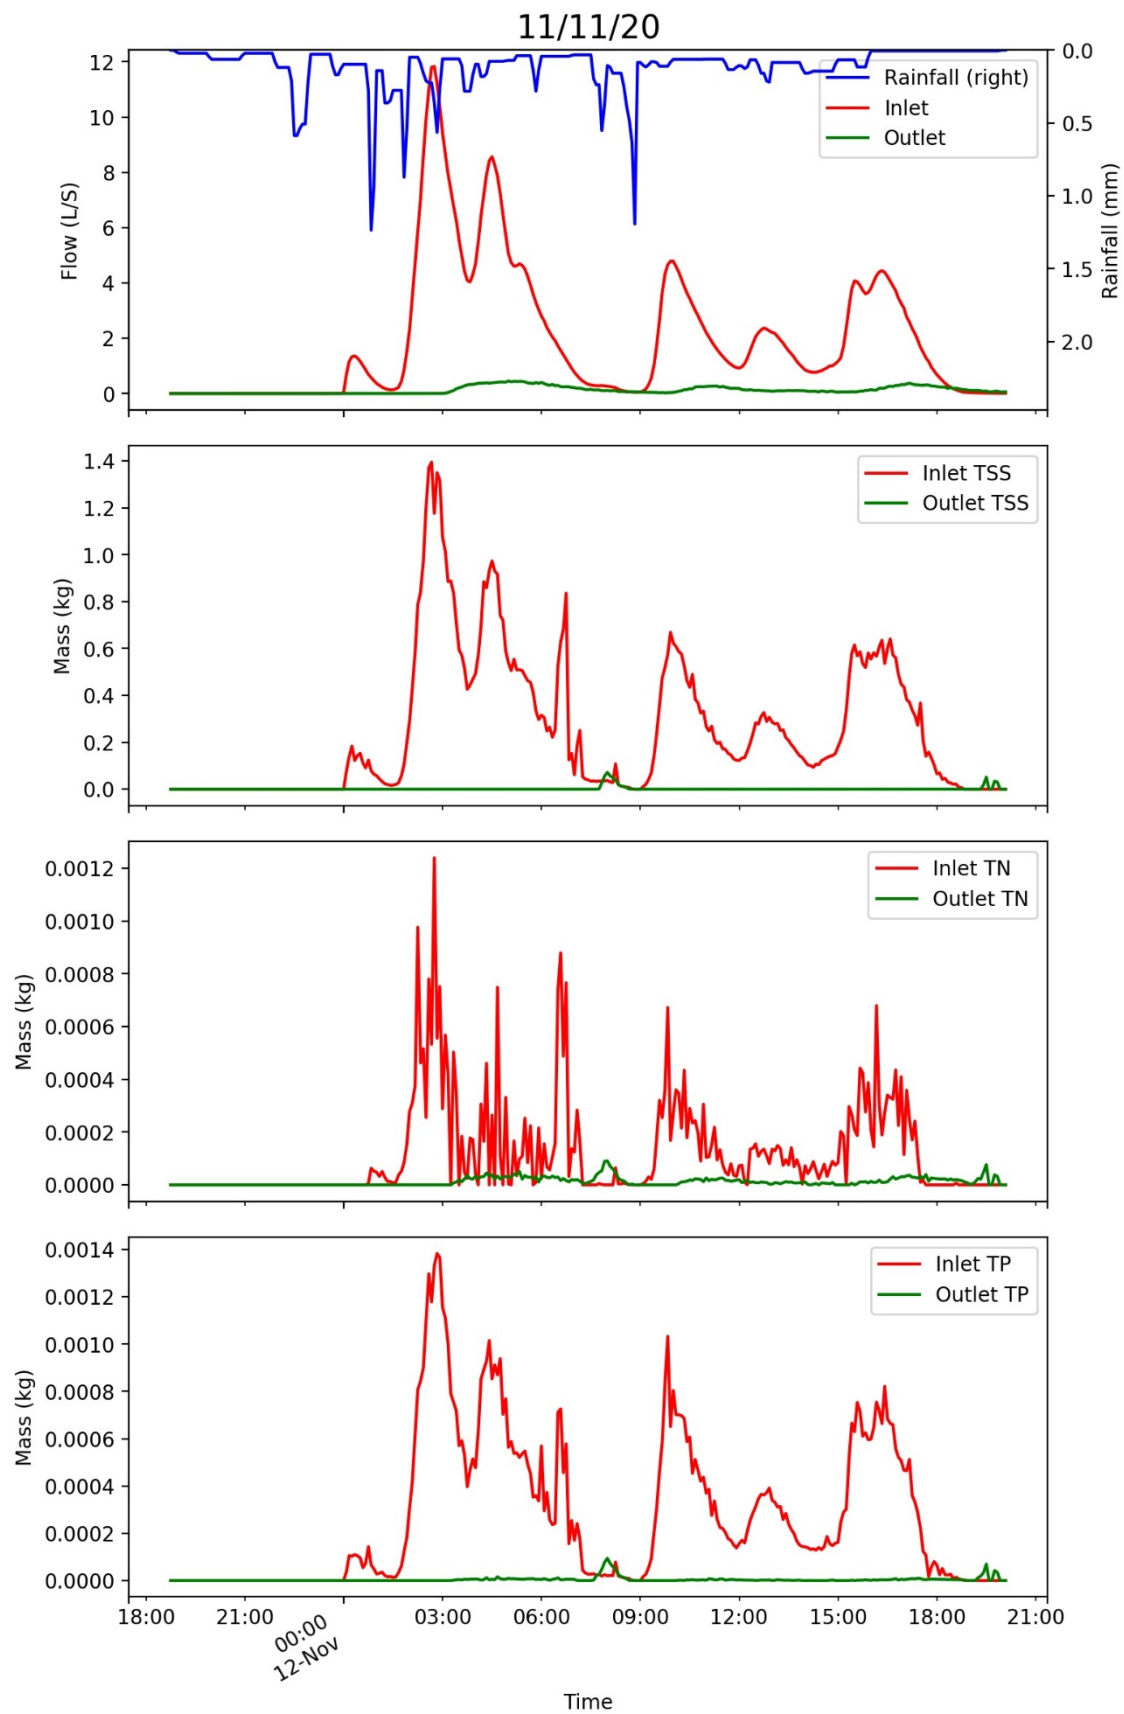 11/11/20
12
10
8
6
4
2
0
Flow (L/S)
0.0
0.5
1.0
1.5
2.0
Rainfall (mm)
Rainfall (right)
Inlet
Outlet
1.4
1.2
1.0
0.8
0.6
0.4
0.2
0.0
Mass (kg)
Inlet TSS
Outlet TSS
0.0012
0.0010
0.0008
0.0006
0.0004
0.0002
0.0000
Mass (kg)
Inlet TN
Outlet TN
0.0014
0.0012
0.0010
0.0008
0.0006
0.0004
0.0002
0.0000
Mass (kg)
Inlet TP
Outlet TP
18:00
21:00
00:00
12-Nov
03:00
06:00
09:00
12:00
15:00
18:00
21:00
Time